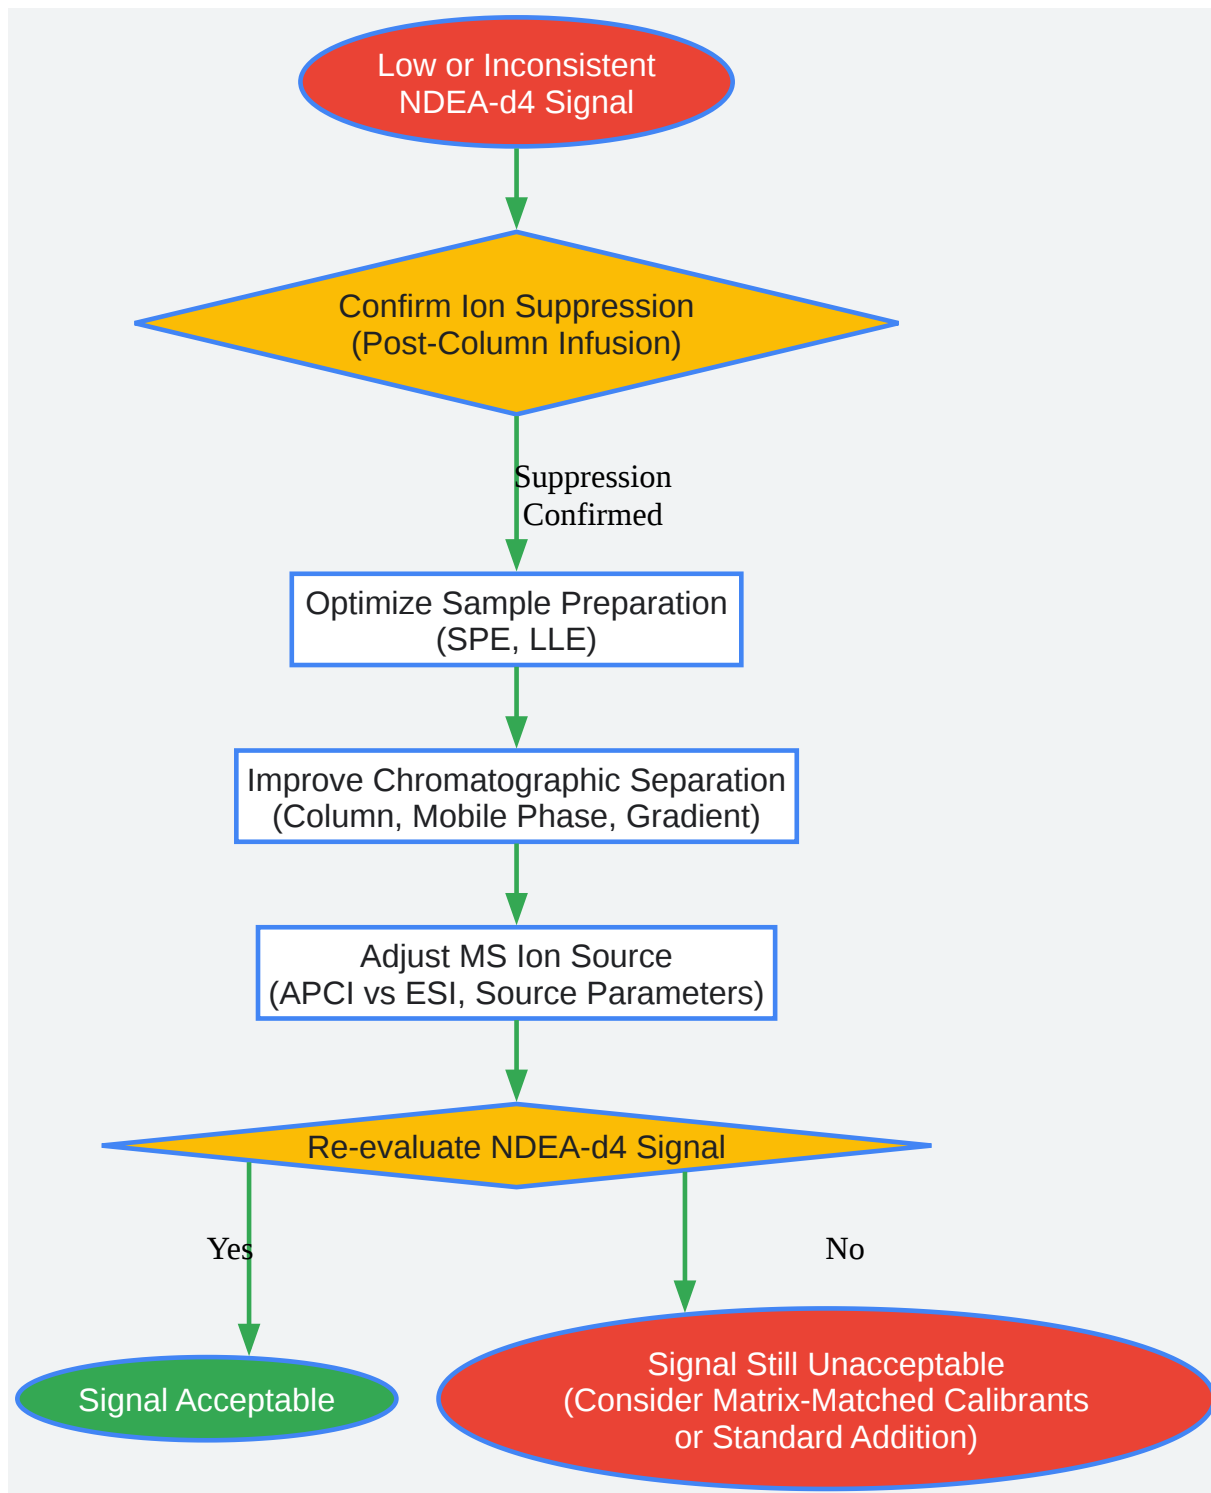 Low or Inconsistent
NDEA-d4 Signal
Confirm Ion Suppression
(Post-Column Infusion)
Suppression
Confirmed
Optimize Sample Preparation
(SPE, LLE)
Improve Chromatographic Separation
(Column, Mobile Phase, Gradient)
Adjust MS Ion Source
(APCI vs ESI, Source Parameters)
Re-evaluate NDEA-d4 Signal
Yes
No
Signal Acceptable
Signal Still Unacceptable
(Consider Matrix-Matched Calibrants
or Standard Addition)